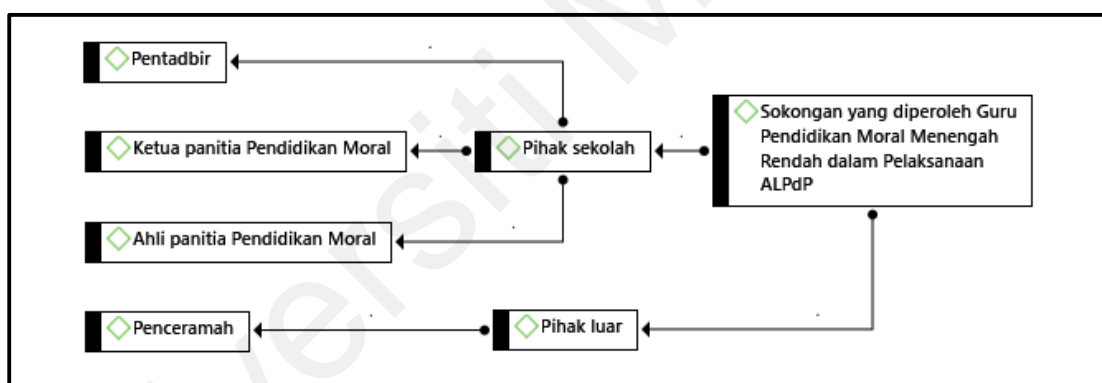 Pentadbir
Ketua panitia Pendidikan Moral
Ahli panitia Pendidikan Moral
Penceramah
Pihak sekolah
Pihak luar
Sokongan yang diperoleh Guru
Pendidikan Moral Menengah
Rendah dalam Pelaksanaan
ALPdP
versiti M